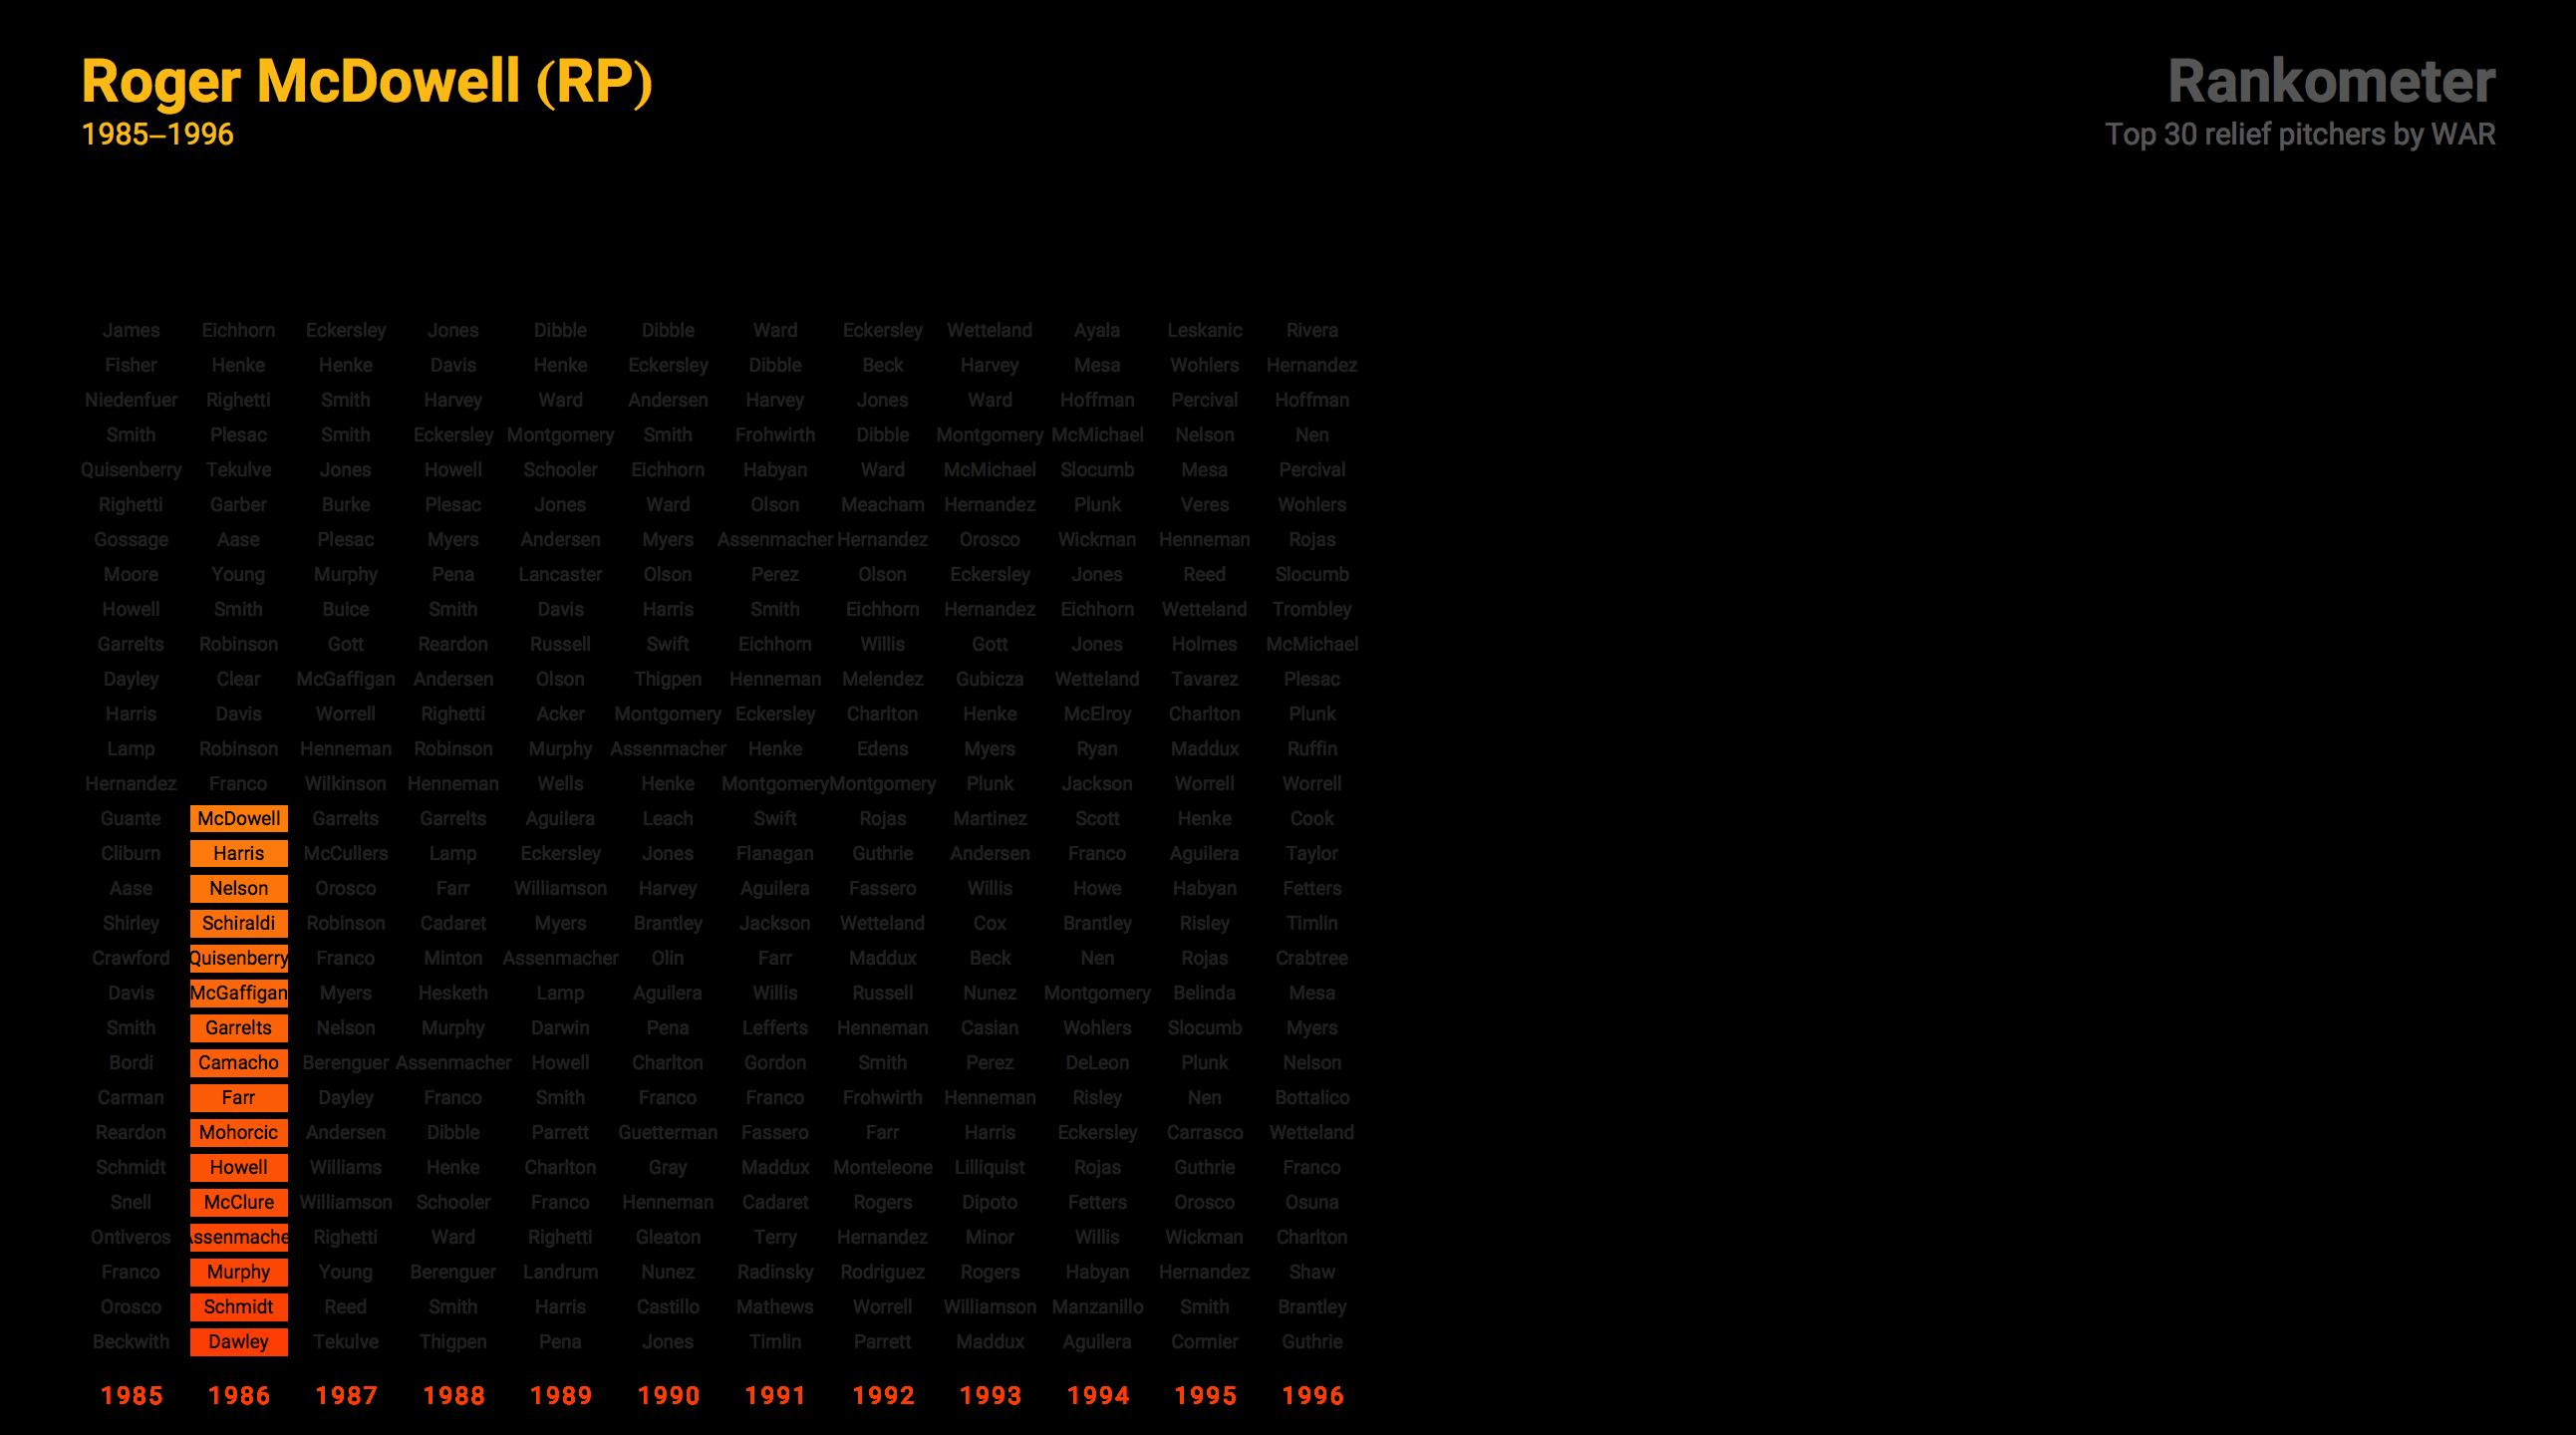 Roger McDowell (RP)
1985–1996
Rankometer
Top 30 relief pitchers by WAR
James Eichhorn Eckersley Jones Dibble Dibble Ward Eckersley Wetteland Ayala Leskanic Rivera
Fisher Henke Henke Davis Henke Eckersley Dibble Beck Harvey Mesa Wohlers Hernandez
Niedenfuer Righetti Smith Harvey Ward Andersen Harvey Jones Ward Hoffman Percival Hoffman
Smith Plesac Smith Eckersley Montgomery Smith Frohwirth Dibble Montgomery McMichael Nelson Nen
Quisenberry Tekulve Jones Howell Schooler Eichhorn Habyan Ward McMichael Slocumb Mesa Percival
Righetti Garber Burke Plesac Jones Ward Olson Meacham Hernandez Plunk Veres Wohlers
Gossage Aase Plesac Myers Andersen Myers Assenmacher Hernandez Orosco Wickman Henneman Rojas
Moore Young Murphy Pena Lancaster Olson Perez Olson Eckersley Jones Reed Slocumb
Howell Smith Buice Smith Davis Harris Smith Eichhorn Hernandez Eichhorn Wetteland Trombley
Garrelts Robinson Gott Reardon Russell Swift Eichhorn Willis Gott Jones Holmes McMichael
Dayley Clear McGaffigan Andersen Olson Thigpen Henneman Melendez Gubicza Wetteland Tavarez Plesac
Harris Davis Worrell Righetti Acker Montgomery Eckersley Charlton Henke McElroy Charlton Plunk
Lamp Robinson Henneman Robinson Murphy Assenmacher Henke Edens Myers Ryan Maddux Ruffin
Hernandez Franco Wilkinson Henneman Wells Henke Montgomery Montgomery Plunk Jackson Worrell Worrell
Guante McDowell Garrelts Garrelts Aguilera Leach Swift Rojas Martinez Scott Henke Cook
Cliburn Harris McCullers Lamp Eckersley Jones Flanagan Guthrie Andersen Franco Aguilera Taylor
Aase Nelson Orosco Farr Williamson Harvey Aguilera Fassero Willis Howe Habyan Fetters
Shirley Schiraldi Robinson Cadaret Myers Brantley Jackson Wetteland Cox Brantley Risley Timlin
Crawford Quisenberry Franco Minton Assenmacher Olin Farr Maddux Beck Nen Rojas Crabtree
Davis McGaffigan Myers Hesketh Lamp Aguilera Willis Russell Nunez Montgomery Belinda Mesa
Smith Garrelts Nelson Murphy Darwin Pena Lefferts Henneman Casian Wohlers Slocumb Myers
Bordi Camacho Berenguer Assenmacher Howell Charlton Gordon Smith Perez DeLeon Plunk Nelson
Carman Farr Dayley Franco Smith Franco Franco Frohwirth Henneman Risley Nen Bottalico
Reardon Mohorcic Andersen Dibble Parrett Guetterman Fassero Farr Harris Eckersley Carrasco Wetteland
Schmidt Howell Williams Henke Charlton Gray Maddux Monteleone Lilliquist Rojas Guthrie Franco
Snell McClure Williamson Schooler Franco Henneman Cadaret Rogers Dipoto Fetters Orosco Osuna
Ontiveros Assenmache Righetti Ward Righetti Gleaton Terry Hernandez Minor Willis Wickman Charlton
Franco Murphy Young Berenguer Landrum Nunez Radinsky Rodriguez Rogers Habyan Hernandez Shaw
Orosco Schmidt Reed Smith Harris Castillo Mathews Worrell Williamson Manzanillo Smith Brantley
Beckwith Dawley Tekulve Thigpen Pena Jones Timlin Parrett Maddux Aguilera Cormier Guthrie
1985 1986 1987 1988 1989 1990 1991 1992 1993 1994 1995 1996